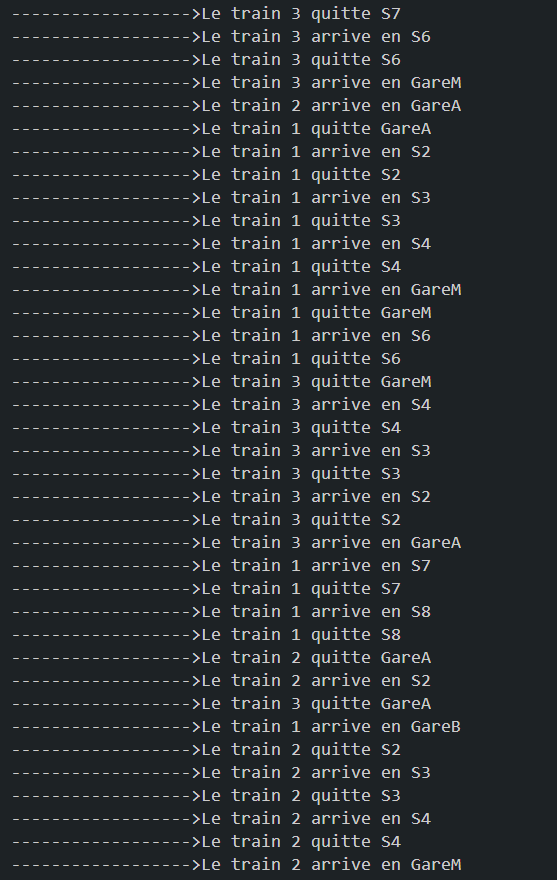 ------------------>Le train 3 quitte S7
------------------>Le train 3 arrive en S6
------------------>Le train 3 quitte S6
------------------>Le train 3 arrive en GareM
------------------>Le train 2 arrive en GareA
------------------>Le train 1 quitte GareA
------------------>Le train 1 arrive en S2
------------------>Le train 1 quitte S2
------------------>Le train 1 arrive en S3
------------------>Le train 1 quitte S3
------------------>Le train 1 arrive en S4
------------------>Le train 1 quitte S4
------------------>Le train 1 arrive en GareM
------------------>Le train 1 quitte GareM
------------------>Le train 1 arrive en S6
------------------>Le train 1 quitte S6
------------------>Le train 3 quitte GareM
------------------>Le train 3 arrive en S4
------------------>Le train 3 quitte S4
------------------>Le train 3 arrive en S3
------------------>Le train 3 quitte S3
------------------>Le train 3 arrive en S2
------------------>Le train 3 quitte S2
------------------>Le train 3 arrive en GareA
------------------>Le train 1 arrive en S7
------------------>Le train 1 quitte S7
------------------>Le train 1 arrive en S8
------------------>Le train 1 quitte S8
------------------>Le train 2 quitte GareA
------------------>Le train 2 arrive en S2
------------------>Le train 3 quitte GareA
------------------>Le train 1 arrive en GareB
------------------>Le train 2 quitte S2
------------------>Le train 2 arrive en S3
------------------>Le train 2 quitte S3
------------------>Le train 2 arrive en S4
------------------>Le train 2 quitte S4
------------------>Le train 2 arrive en GareM